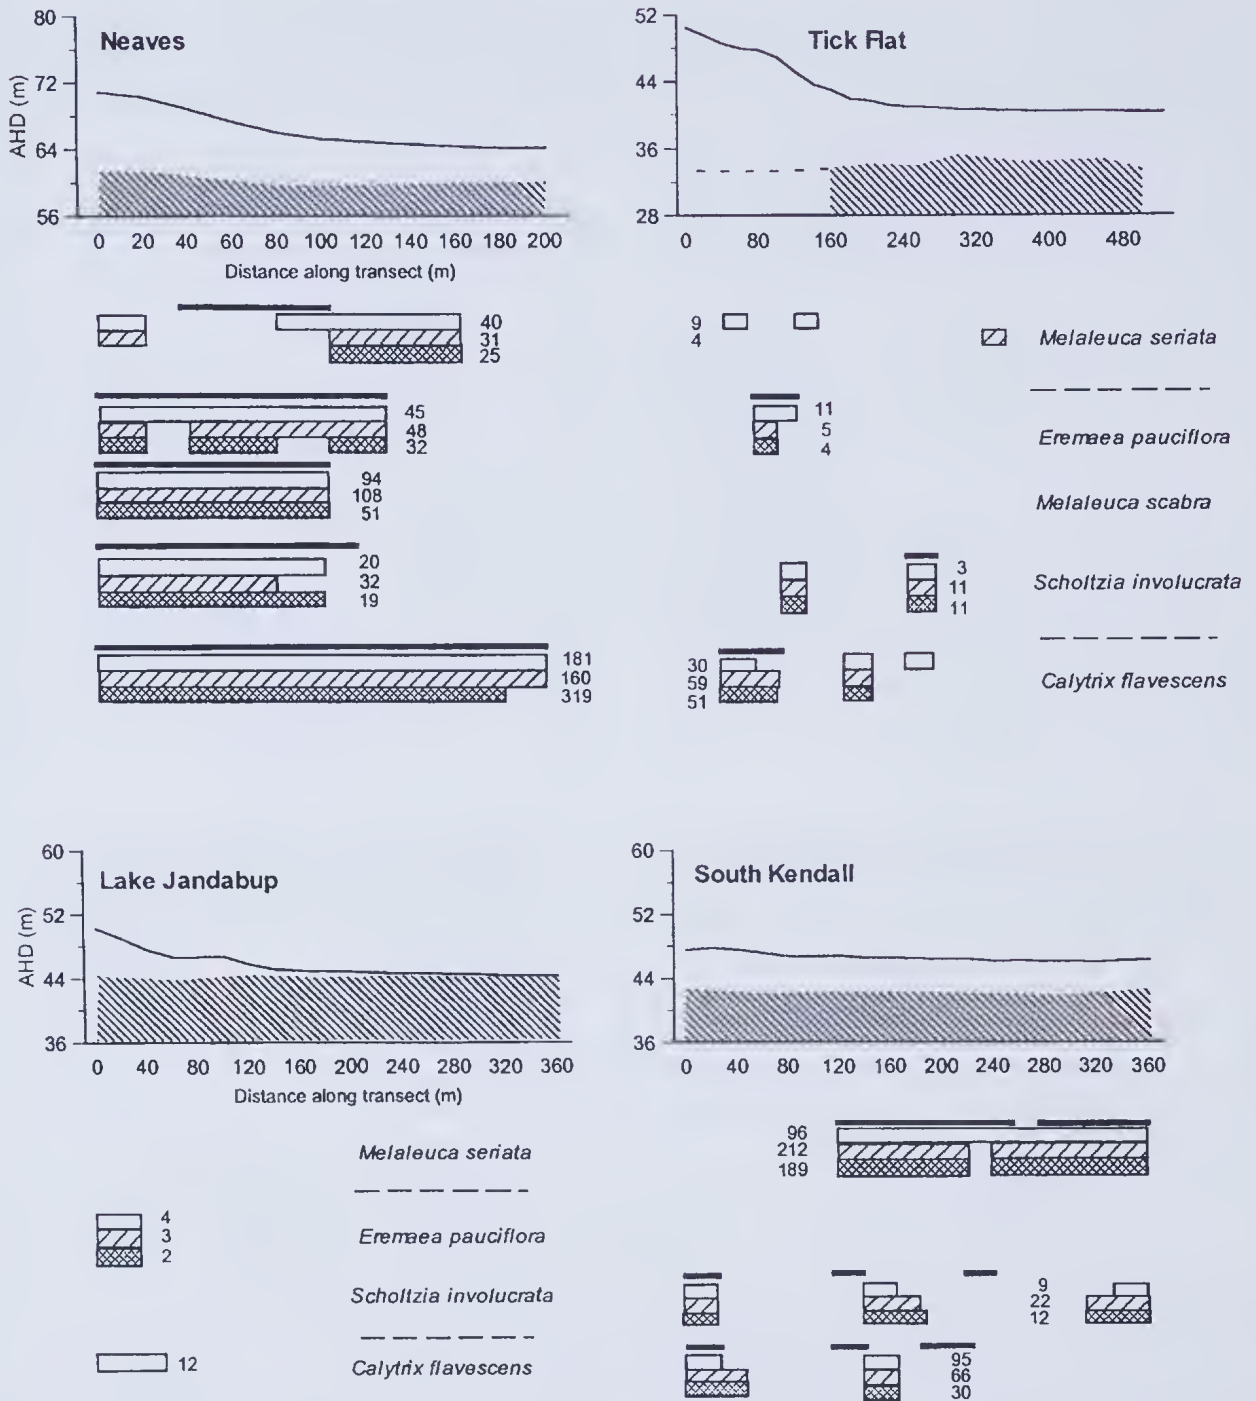 Neaves
AHD (m)
80
72
64
56
0 20 40 60 80 100 120 140 160 180 200
Distance along transect (m)
40
31
25
45
48
32
94
108
51
20
32
19
181
160
319
Tick Flat
52
44
36
28
0 80 160 240 320 400 480
9
4
Melaleuca seriata
11
5
4
Eremaea pauciflora
Melaleuca scabra
3
11
11
Scholtzia involucrata
30
59
51
Calytrix flavescens
Lake Jandabup
AHD (m)
60
52
44
36
0 40 80 120 160 200 240 280 320 360
Distance along transect (m)
Melaleuca seriata
4
3
2
Eremaea pauciflora
Scholtzia involucrata
12
Calytrix flavescens
South Kendall
60
52
44
36
0 40 80 120 160 200 240 280 320 360
96
212
189
9
22
12
95
66
30